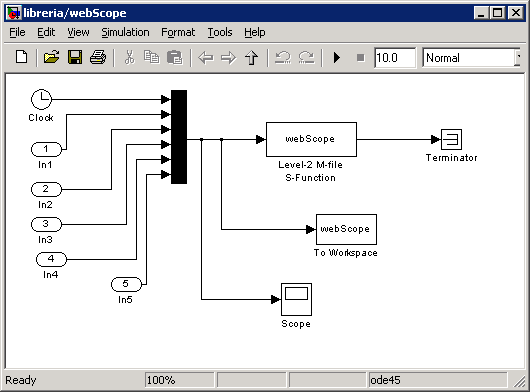 libreria/webScope
File Edit View Simulation Format Tools Help
10.0 Normal
Clock
1
In1
2
In2
3
In3
4
In4
5
In5
webScope
Level-2 M-file
S-Function
Terminator
webScope
To Workspace
Scope
Ready 100% ode45